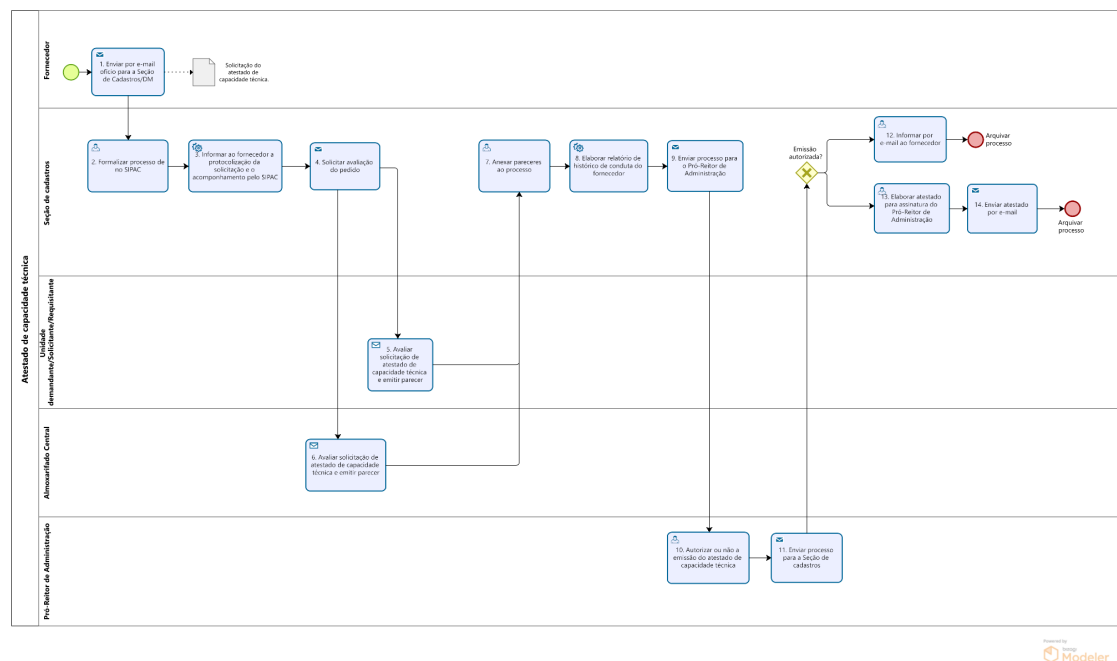 Atestado de capacidade técnica
Fornecedor
1. Enviar por e-mail
ofício para a Seção
de Cadastros/DM
Solicitação do
atestado de
capacidade técnica.
Seção de cadastros
2. Formalizar processo de
no SIPAC
3. Informar ao fornecedor a
protocolização da
solicitação e o
acompanhamento pelo SIPAC
4. Solicitar avaliação
do pedido
7. Anexar pareceres
ao processo
8. Elaborar relatório de
histórico de conduta do
fornecedor
9. Enviar processo para
o Pró-Reitor de
Administração
Emissão
autorizada?
12. Informar por
e-mail ao fornecedor
Arquivar
processo
13. Elaborar atestado
para assinatura do
Pró-Reitor de
Administração
14. Enviar atestado
por e-mail
Arquivar
processo
Unidade
demandante/Solicitante/Requisitante
5. Avaliar
solicitação de
atestado de
capacidade técnica
e emitir parecer
Almoxarifado Central
6. Avaliar solicitação de
atestado de capacidade
técnica e emitir parecer
Pró-Reitor de Administração
10. Autorizar ou não a
emissão do atestado de
capacidade técnica
11. Enviar processo
para a Seção de
cadastros
Powered by
bizagi
Modeler